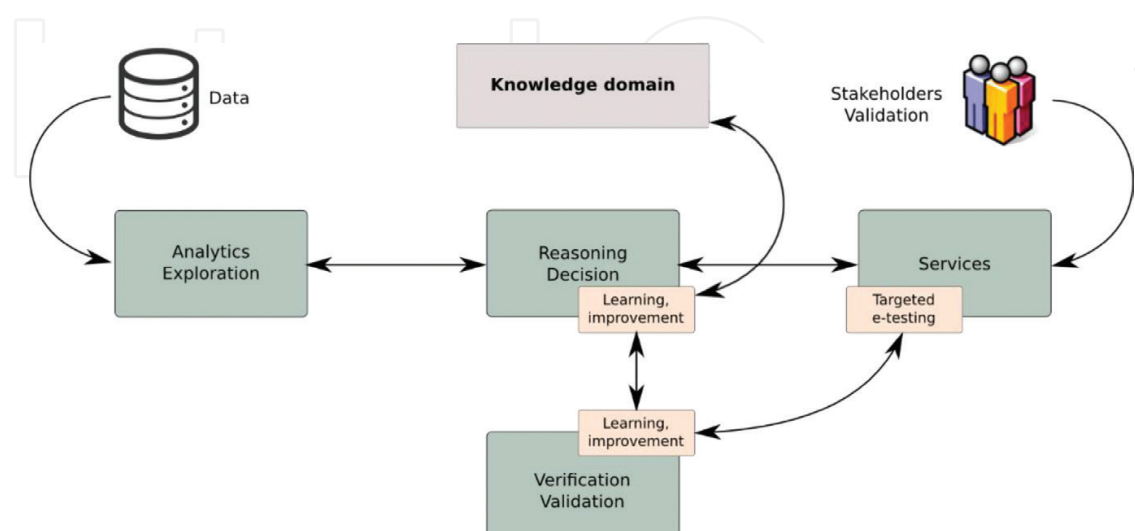 Data
Knowledge domain
Stakeholders
Validation
Analytics
Exploration
Reasoning
Decision
Services
Learning,
improvement
Targeted
e-testing
Learning,
improvement
Verification
Validation